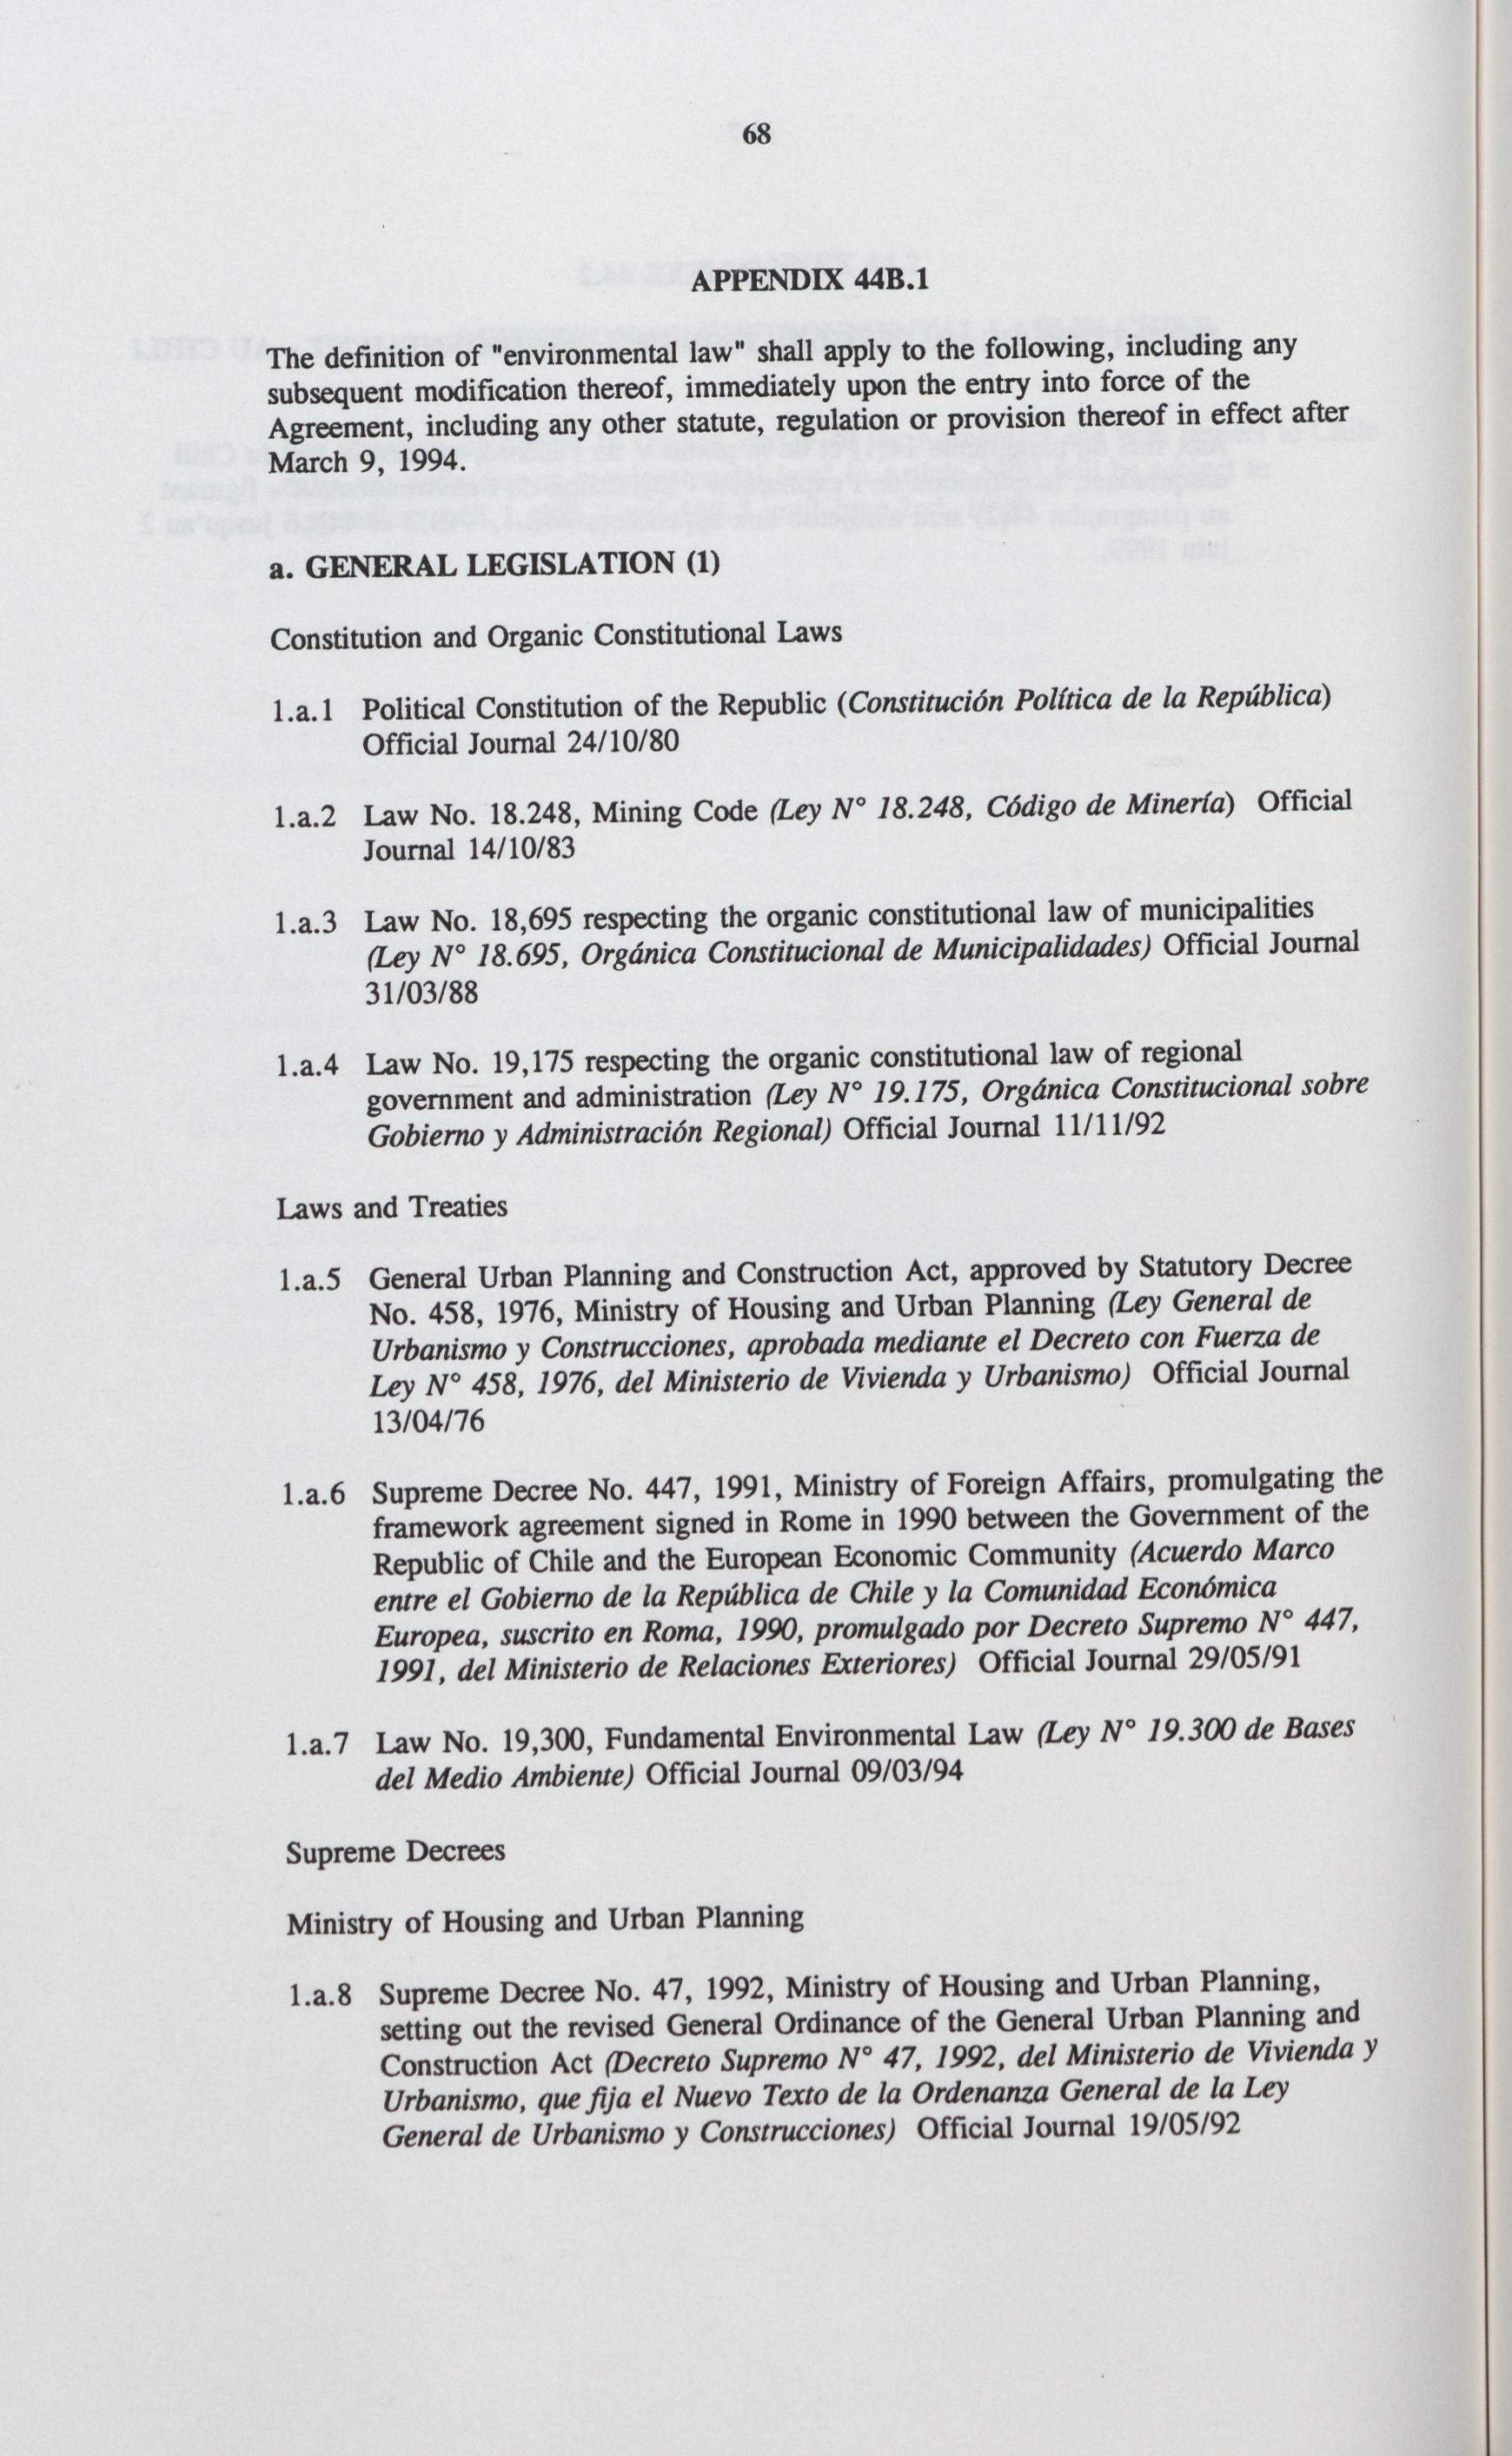 68
APPENDIX 44B.1
The definition of "environmental law" shall apply to the following, including any
subsequent modification thereof, immediately upon the entry into force of the
Agreement, including any other statute, regulation or provision thereof in effect after
March 9, 1994.
a. GENERAL LEGISLATION (1)
Constitution and Organic Constitutional Laws
1.a.1 Political Constitution of the Republic (Constitución Política de la República)
Official Journal 24/10/80
1.a.2 Law No. 18.248, Mining Code (Ley N° 18.248, Código de Minería) Official
Journal 14/10/83
1.a.3 Law No. 18,695 respecting the organic constitutional law of municipalities
(Ley N° 18.695, Orgánica Constitucional de Municipalidades) Official Journal
31/03/88
1.a.4 Law No. 19,175 respecting the organic constitutional law of regional
government and administration (Ley N° 19.175, Orgánica Constitucional sobre
Gobierno y Administración Regional) Official Journal 11/11/92
Laws and Treaties
1.a.5 General Urban Planning and Construction Act, approved by Statutory Decree
No. 458, 1976, Ministry of Housing and Urban Planning (Ley General de
Urbanismo y Construcciones, aprobada mediante el Decreto con Fuerza de
Ley N° 458, 1976, del Ministerio de Vivienda y Urbanismo) Official Journal
13/04/76
1.a.6 Supreme Decree No. 447, 1991, Ministry of Foreign Affairs, promulgating the
framework agreement signed in Rome in 1990 between the Government of the
Republic of Chile and the European Economic Community (Acuerdo Marco
entre el Gobierno de la República de Chile y la Comunidad Económica
Europea, suscrito en Roma, 1990, promulgado por Decreto Supremo N° 447,
1991, del Ministerio de Relaciones Exteriores) Official Journal 29/05/91
1.a.7 Law No. 19,300, Fundamental Environmental Law (Ley N° 19.300 de Bases
del Medio Ambiente) Official Journal 09/03/94
Supreme Decrees
Ministry of Housing and Urban Planning
1.a.8 Supreme Decree No. 47, 1992, Ministry of Housing and Urban Planning,
setting out the revised General Ordinance of the General Urban Planning and
Construction Act (Decreto Supremo N° 47, 1992, del Ministerio de Vivienda y
Urbanismo, que fija el Nuevo Texto de la Ordenanza General de la Ley
General de Urbanismo y Construcciones) Official Journal 19/05/92